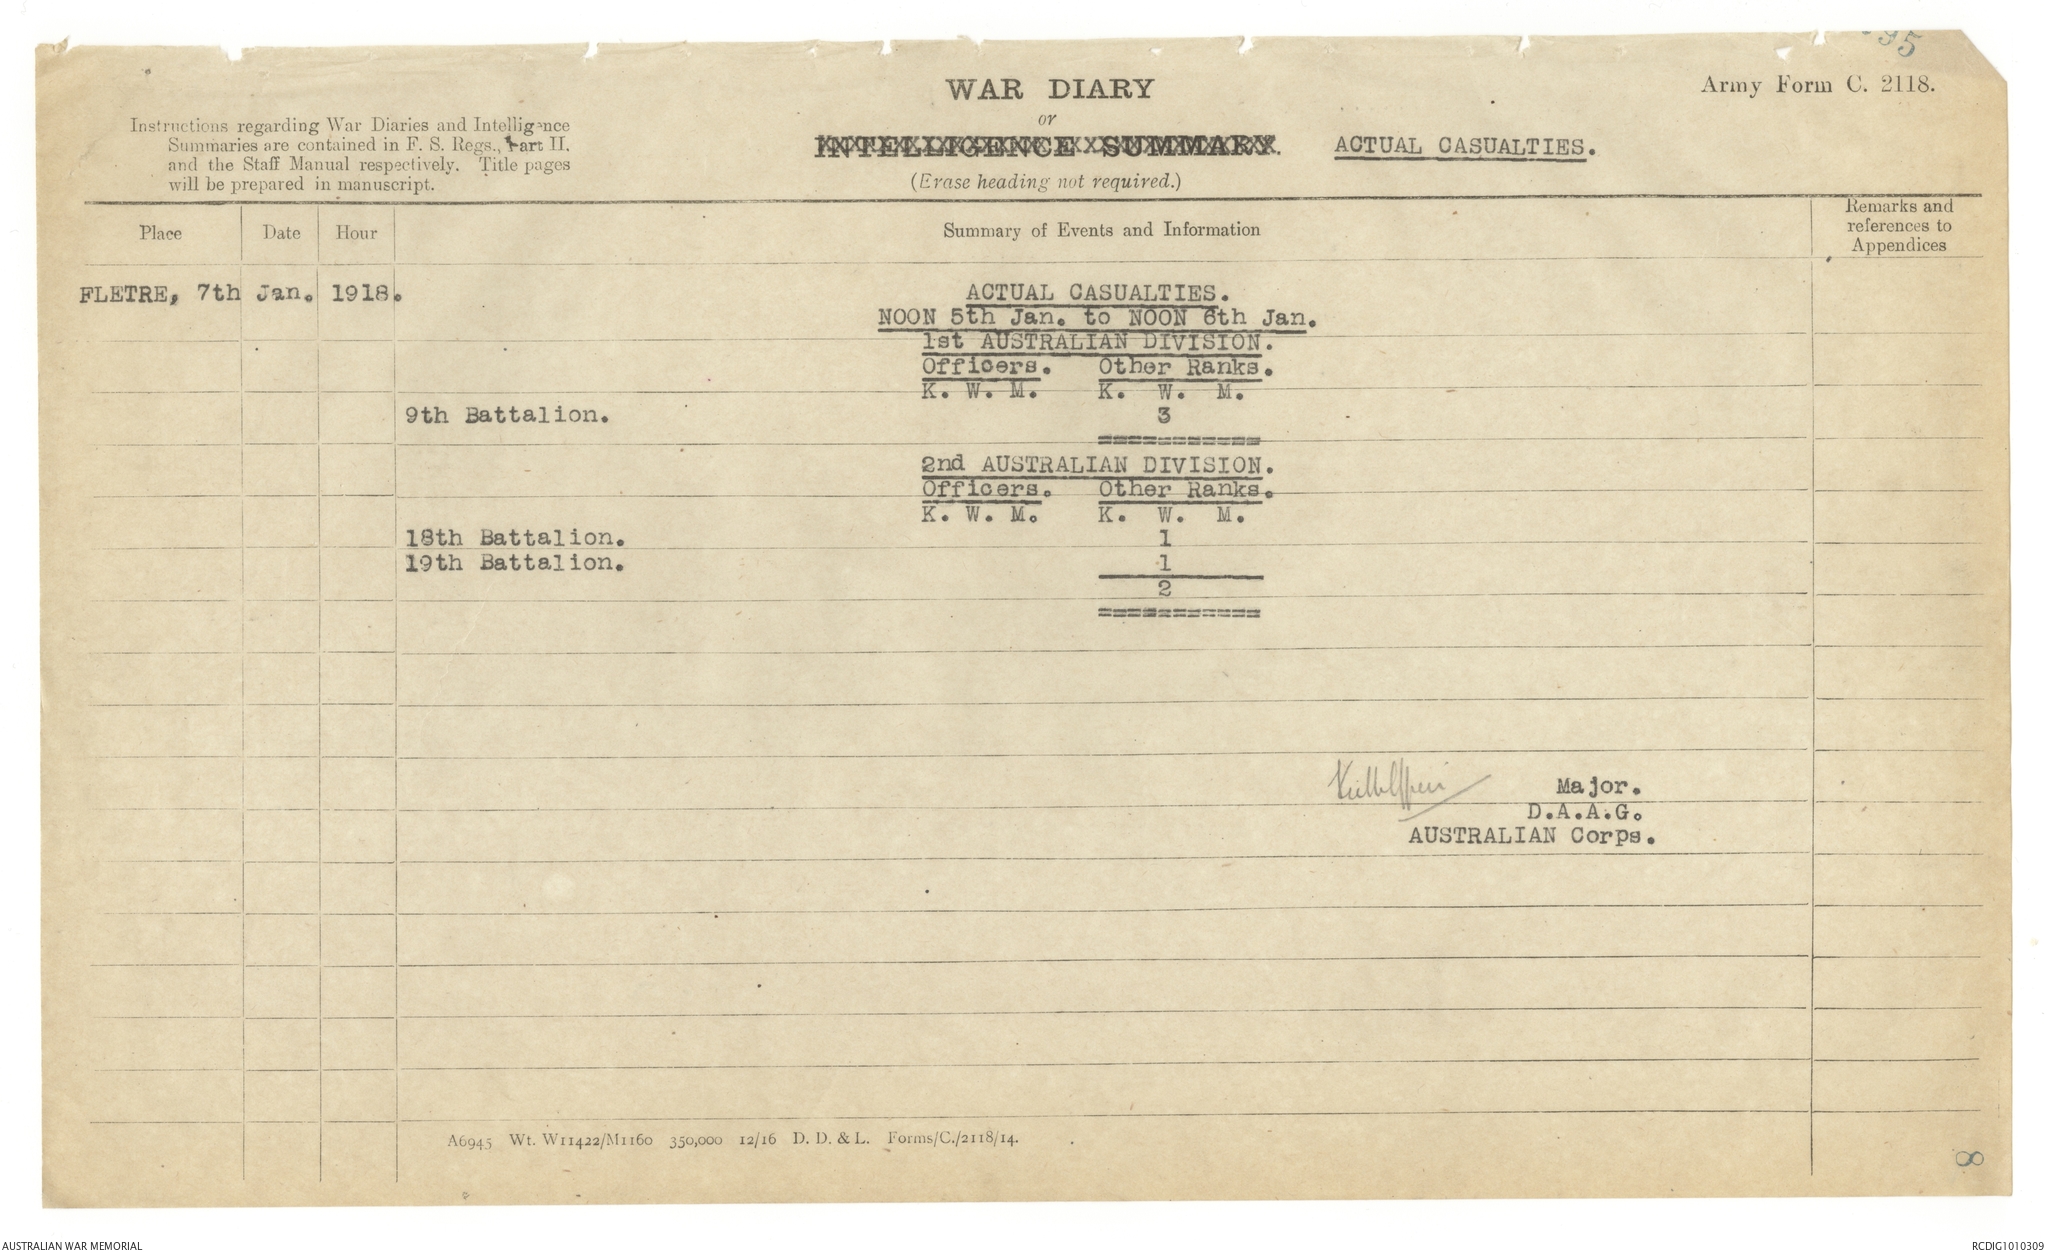 95
WAR DIARY
Army Form C. 2118.
or
Instructions regarding War Diaries and Intelligence
Summaries are contained in F. S. Regs., Part II.
and the Staff Manual respectively. Title pages
will be prepared in manuscript.
INTELLIGENCE SUMMARY.
ACTUAL CASUALTIES.
(Erase heading not required.)
Place Date Hour Summary of Events and Information Remarks and
references to
Appendices
FLETRE, 7th Jan. 1918.
ACTUAL CASUALTIES.
NOON 5th Jan. to NOON 6th Jan.
1st AUSTRALIAN DIVISION.
Officers. Other Ranks.
K. W. M. K. W. M.
9th Battalion. 3
===========
2nd AUSTRALIAN DIVISION.
Officers. Other Ranks.
K. W. M. K. W. M.
18th Battalion. 1
19th Battalion. 1
2
===========
Major.
D.A.A.G.
AUSTRALIAN Corps.
A6945 Wt. W11422/M1160 350,000 12/16 D. D. & L. Forms/C./2118/14.
8
AUSTRALIAN WAR MEMORIAL
RCDIG1010309